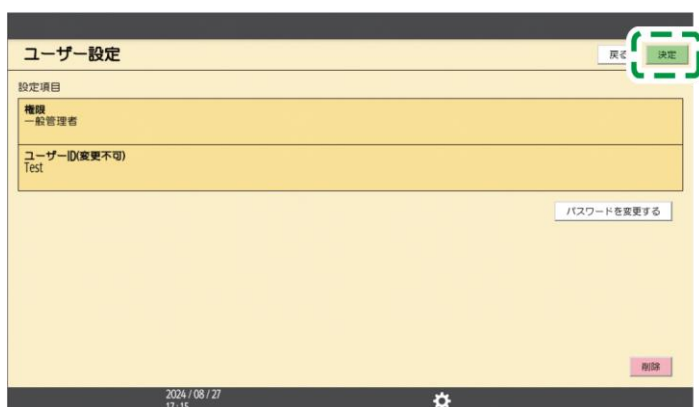 ユーザー設定
戻る
決定
設定項目
権限
一般管理者
ユーザーID(変更不可)
Test
パスワードを変更する
削除
2024 / 08 / 27
17:15